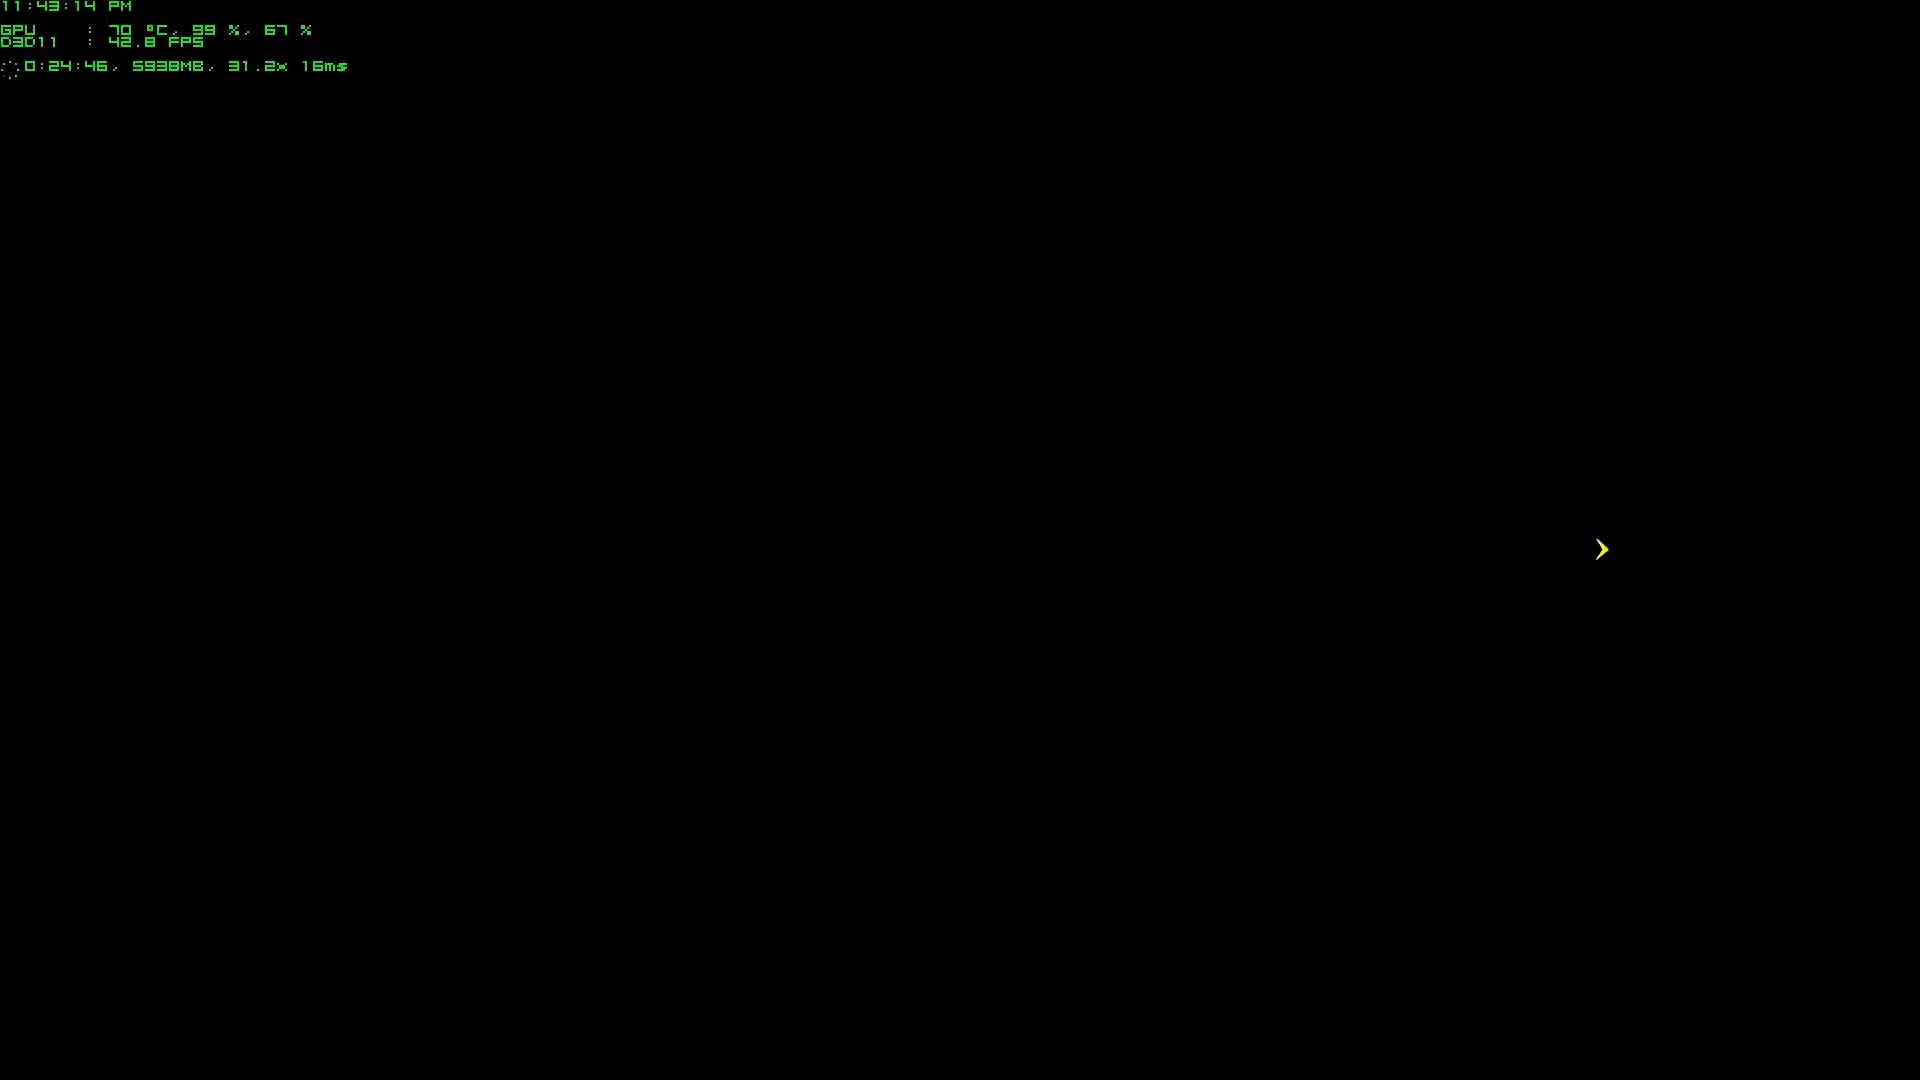 11:43:14 PM
GPU : 70 °C, 99 %, 67 %
D3D11 : 42.8 FPS
0:24:46, 5938MB, 31.2x 16ms